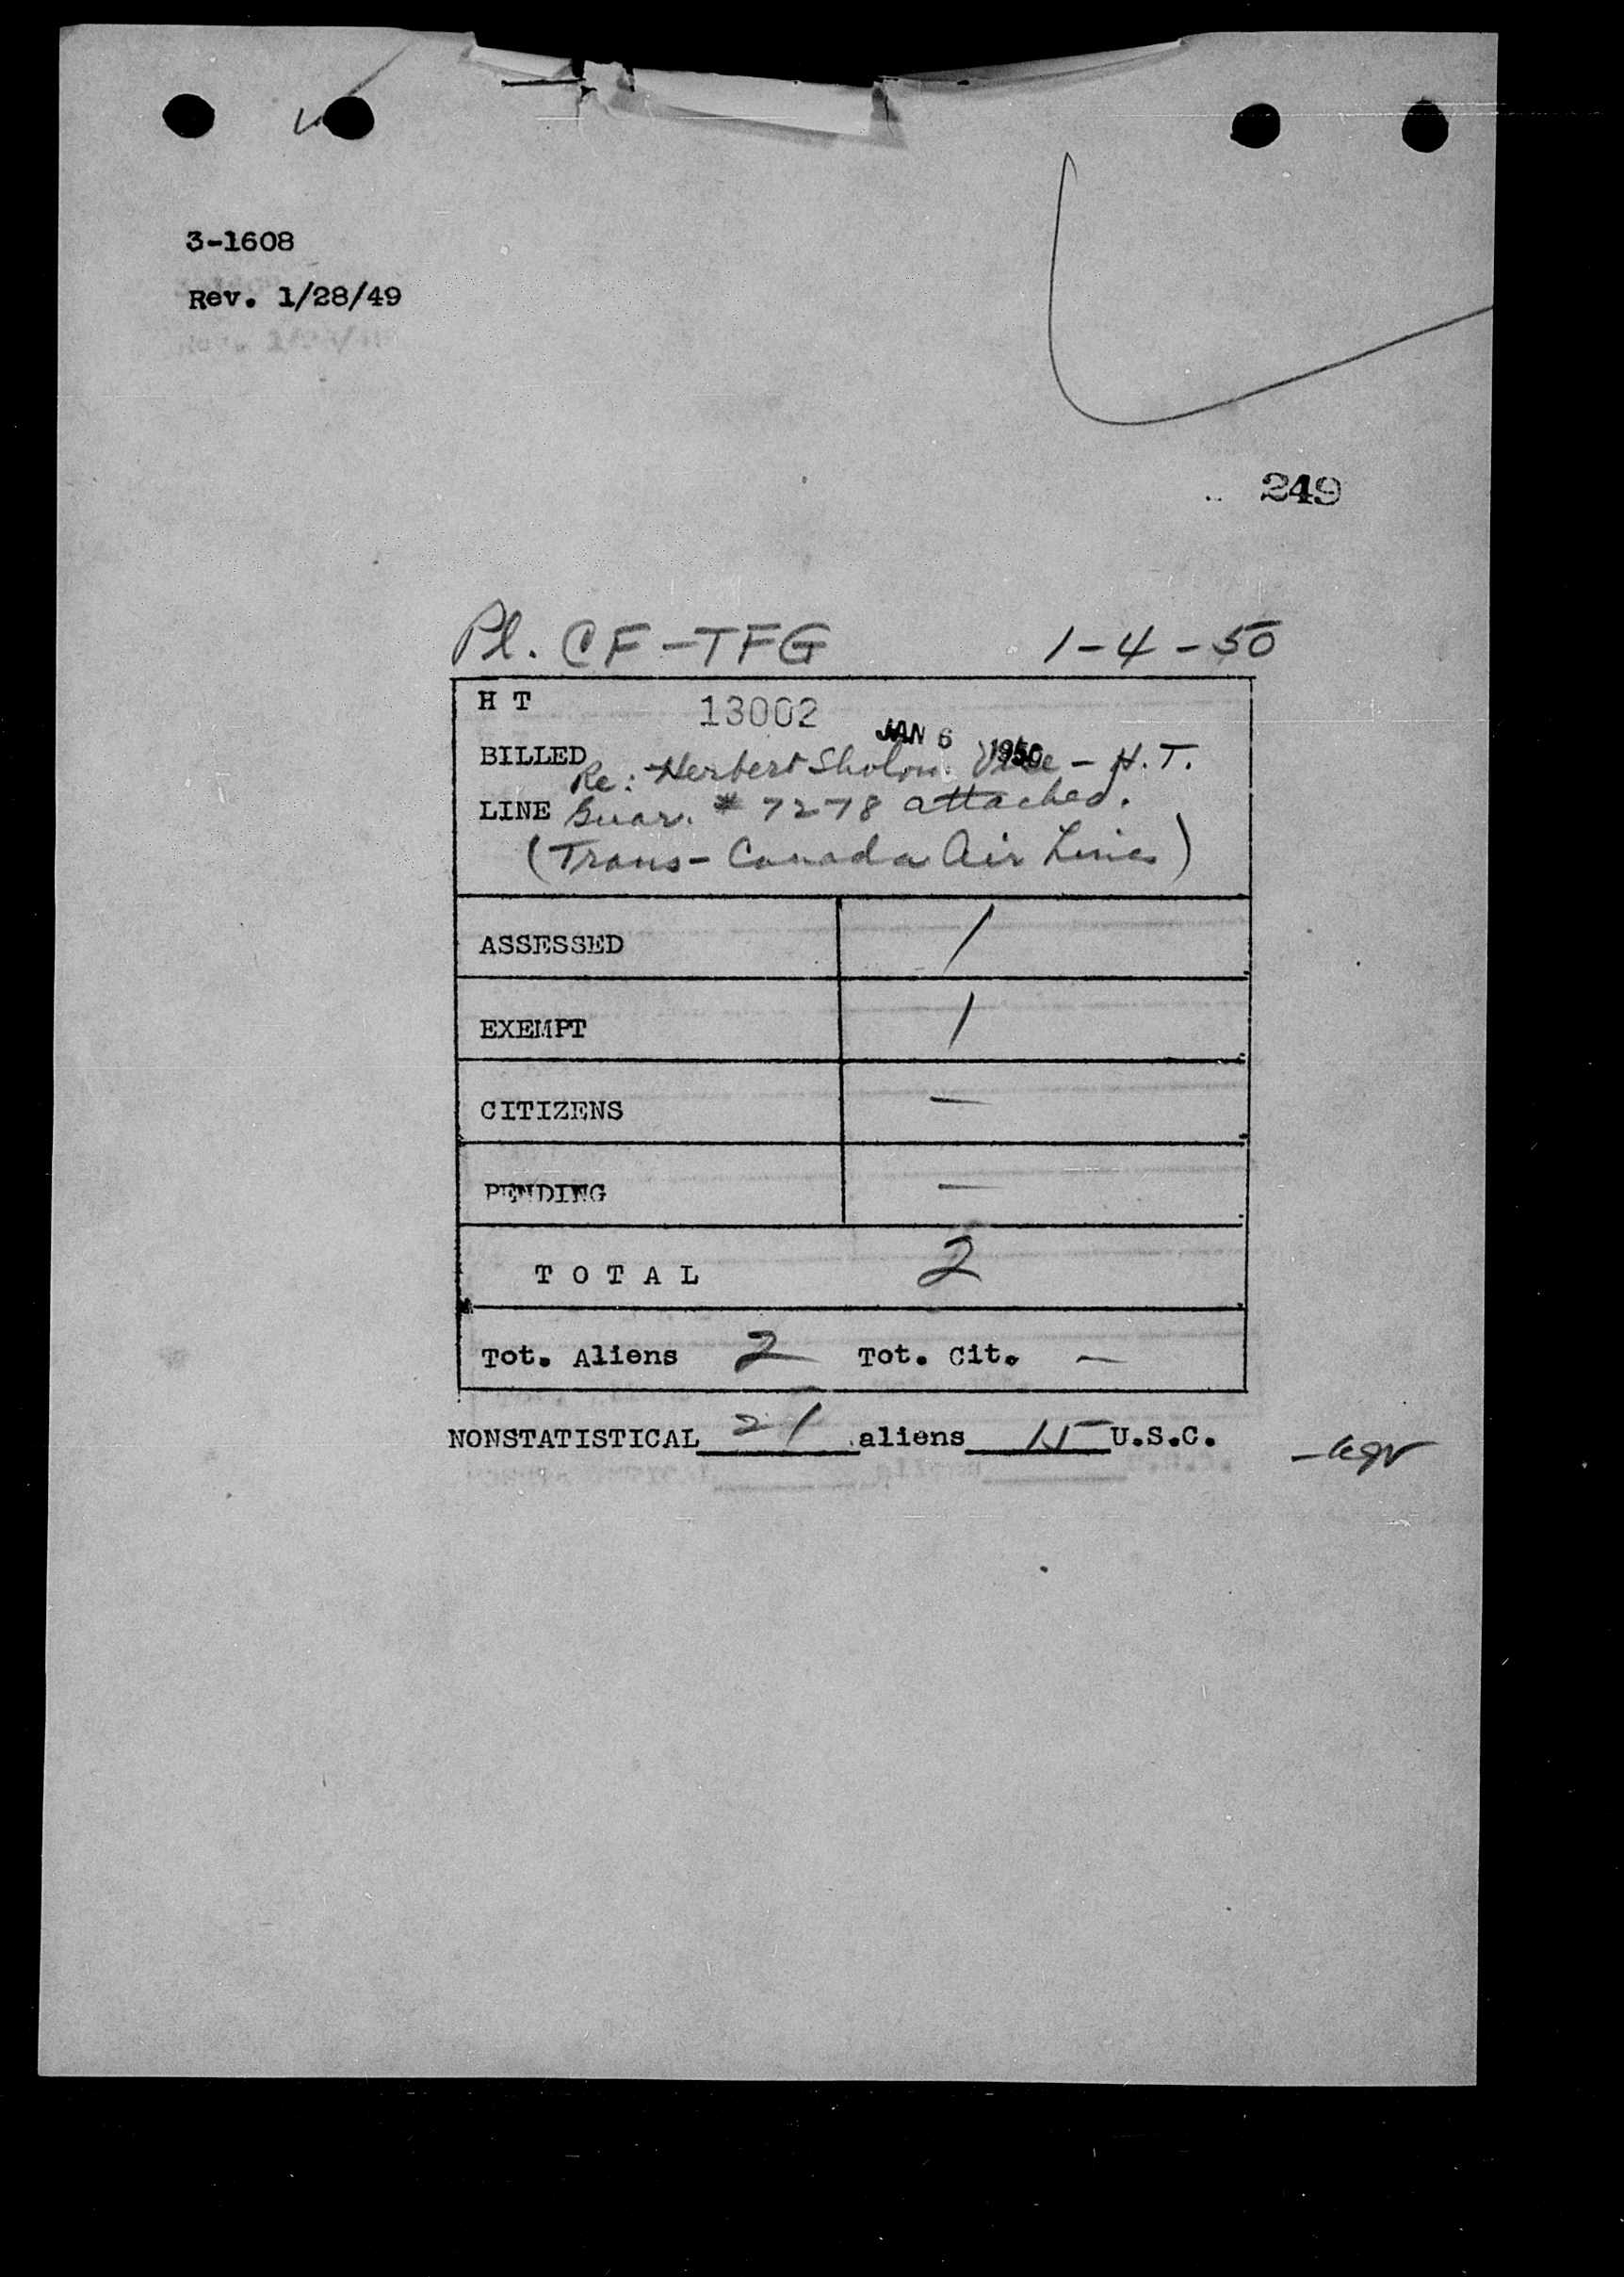 3-1608
Rev. 1/28/49
249
Pl. CF-TFG 1-4-50
H T 13002
JAN 6 1950
BILLED Re: Herbert Sholom - H.T.
LINE Guar. # 7278 attached.
(Trans-Canada Air Lines)
ASSESSED 1
EXEMPT 1
CITIZENS —
PENDING —
TOTAL 2
Tot. Aliens 2 Tot. Cit. —
NONSTATISTICAL 21 aliens 15 U.S.C.